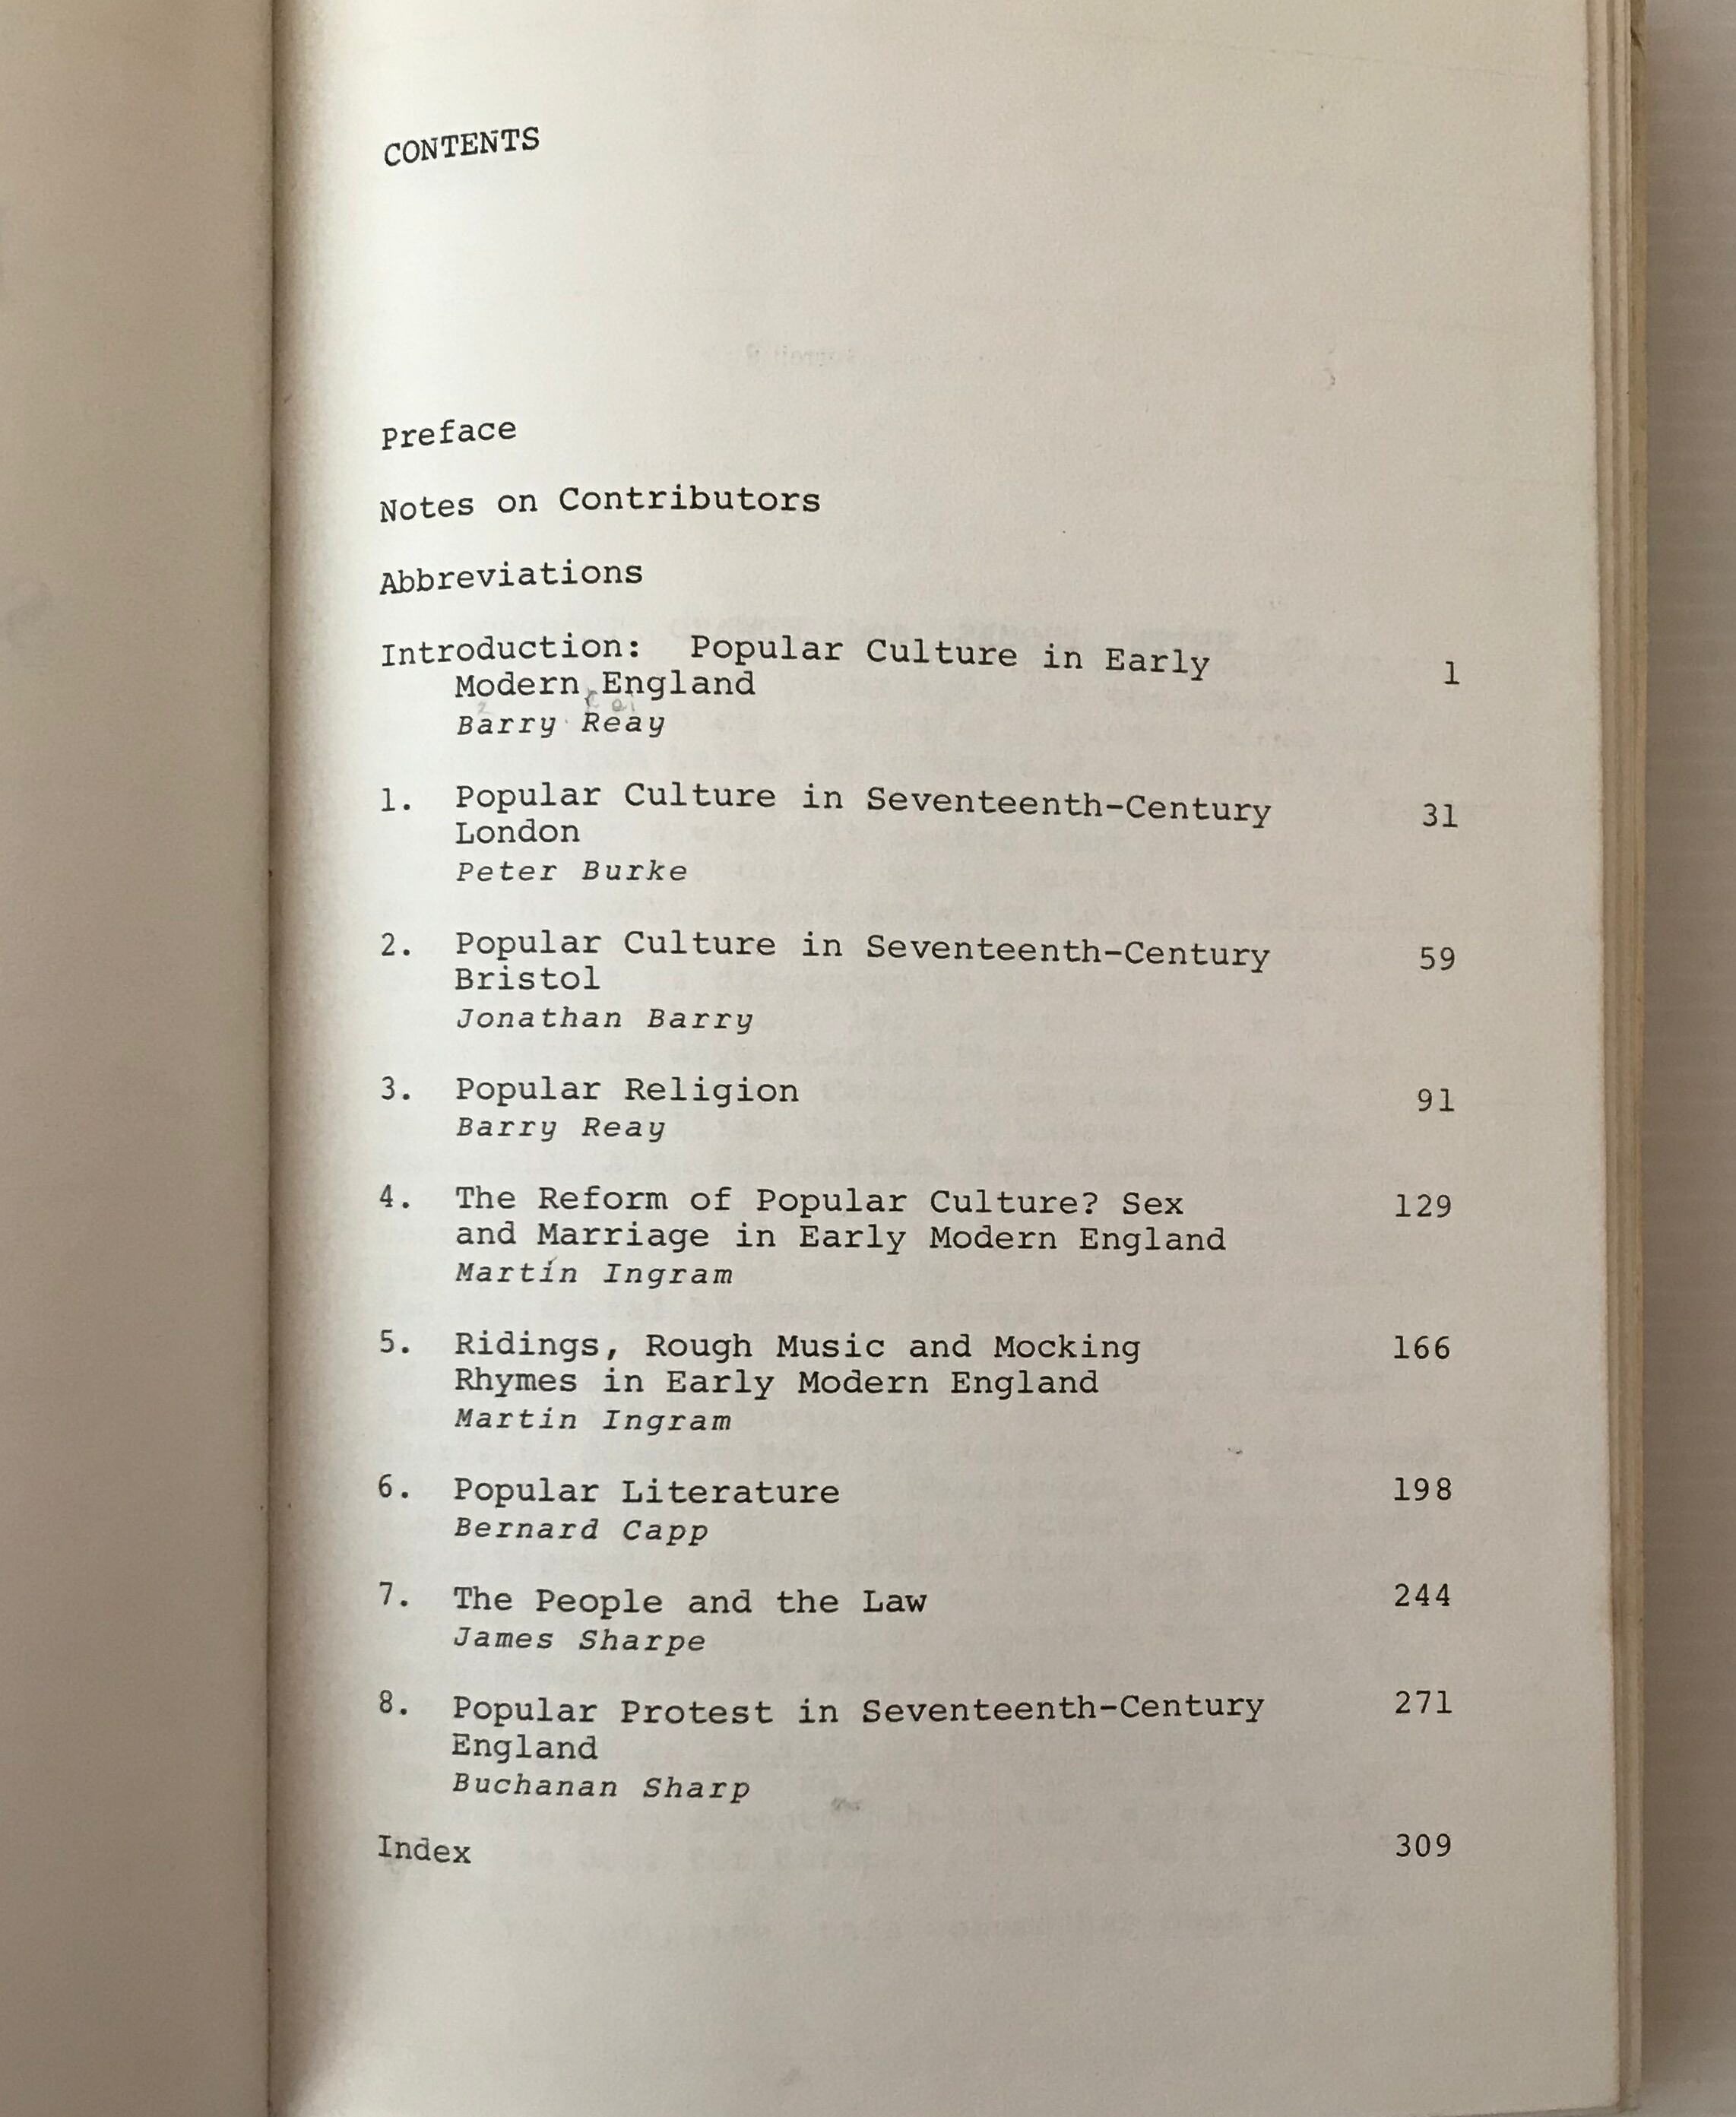 CONTENTS
Preface
Notes on Contributors
Abbreviations
Introduction: Popular Culture in Early 1
Modern England
Barry Reay
1. Popular Culture in Seventeenth-Century 31
London
Peter Burke
2. Popular Culture in Seventeenth-Century 59
Bristol
Jonathan Barry
3. Popular Religion 91
Barry Reay
4. The Reform of Popular Culture? Sex 129
and Marriage in Early Modern England
Martin Ingram
5. Ridings, Rough Music and Mocking 166
Rhymes in Early Modern England
Martin Ingram
6. Popular Literature 198
Bernard Capp
7. The People and the Law 244
James Sharpe
8. Popular Protest in Seventeenth-Century 271
England
Buchanan Sharp
Index 309